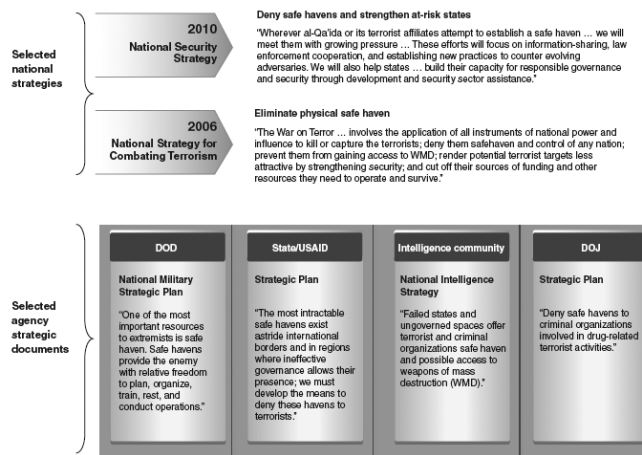 Selected
national
strategies
2010
National Security
Strategy
Deny safe havens and strengthen at-risk states
“Wherever al-Qa'ida or its terrorist affiliates attempt to establish a safe haven ... we will
meet them with growing pressure ... These efforts will focus on information-sharing, law
enforcement cooperation, and establishing new practices to counter evolving
adversaries. We will also help states ... build their capacity for responsible governance
and security through development and security sector assistance.”
2006
National Strategy for
Combating Terrorism
Eliminate physical safe haven
“The War on Terror ... involves the application of all instruments of national power and
influence to kill or capture the terrorists; deny them safehaven and control of any nation;
prevent them from gaining access to WMD; render potential terrorist targets less
attractive by strengthening security; and cut off their sources of funding and other
resources they need to operate and survive.”
Selected
agency
strategic
documents
DOD
National Military
Strategic Plan
“One of the most
important resources
to extremists is safe
haven. Safe havens
provide the enemy
with relative freedom
to plan, organize,
train, rest, and
conduct operations.”
State/USAID
Strategic Plan
“The most intractable
safe havens exist
astride international
borders and in regions
where ineffective
governance allows their
presence; we must
develop the means to
deny these havens to
terrorists.”
Intelligence community
National Intelligence
Strategy
“Failed states and
ungoverned spaces offer
terrorist and criminal
organizations safe haven
and possible access to
weapons of mass
destruction (WMD).”
DOJ
Strategic Plan
“Deny safe havens to
criminal organizations
involved in drug-related
terrorist activities.”